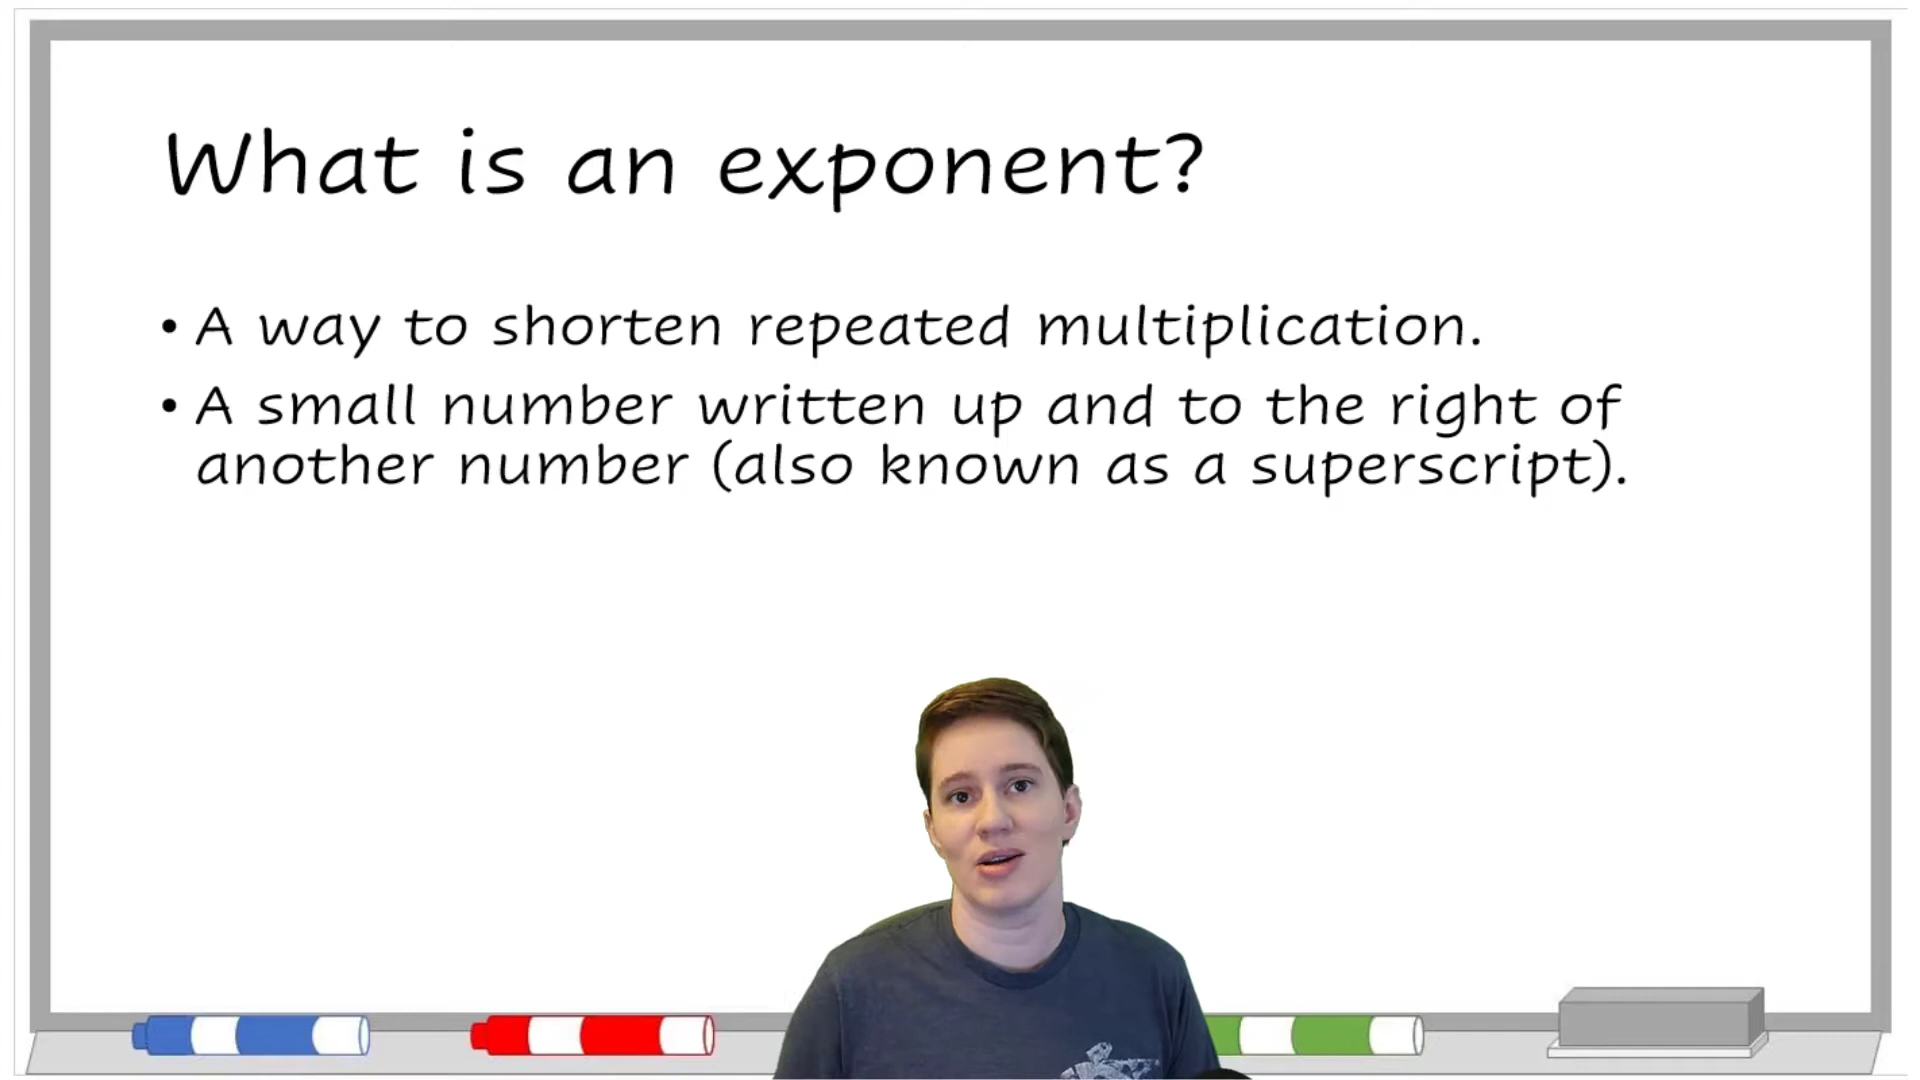 What is an exponent?
• A way to shorten repeated multiplication.
• A small number written up and to the right of
another number (also known as a superscript).